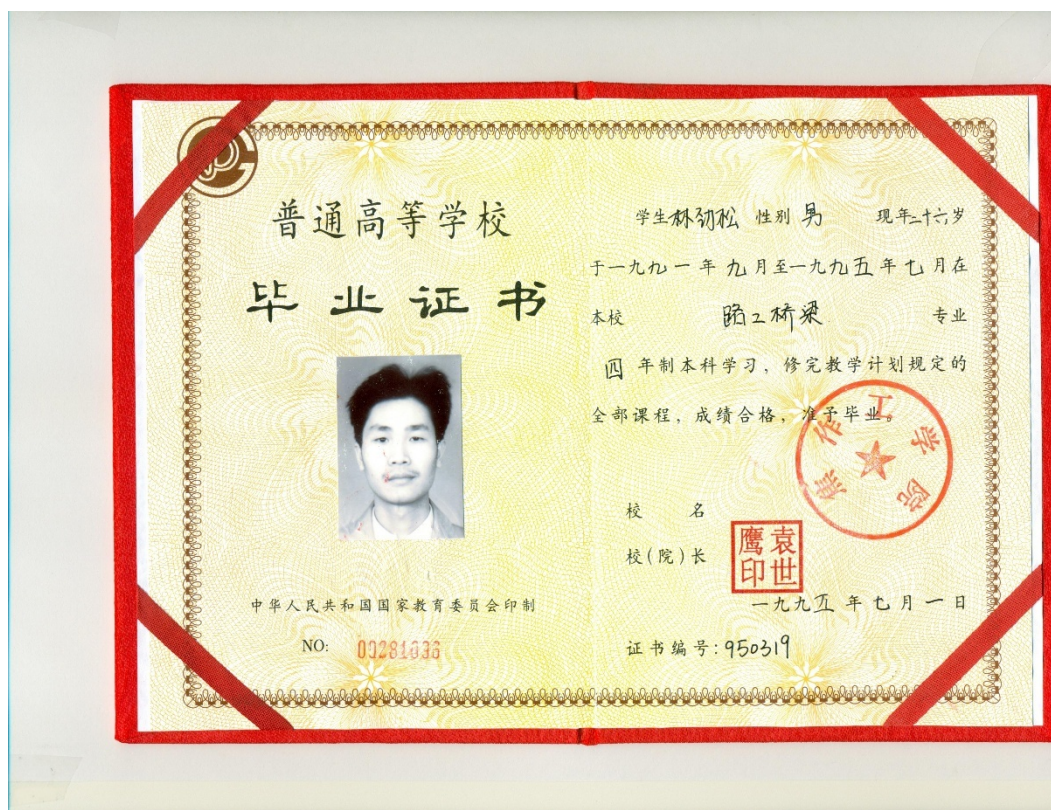 普通高等学校
毕业证书
中华人民共和国国家教育委员会印制
NO:
学生林劲松 性别 男 现年二十六岁
于一九九一年九月至一九九五年七月在
本校 路工桥梁 专业
四年制本科学习，修完教学计划规定的
全部课程，成绩合格，准予毕业。
焦作工学院
校 名
校(院)长
袁世鹰印
一九九五年七月一日
证书编号:950319